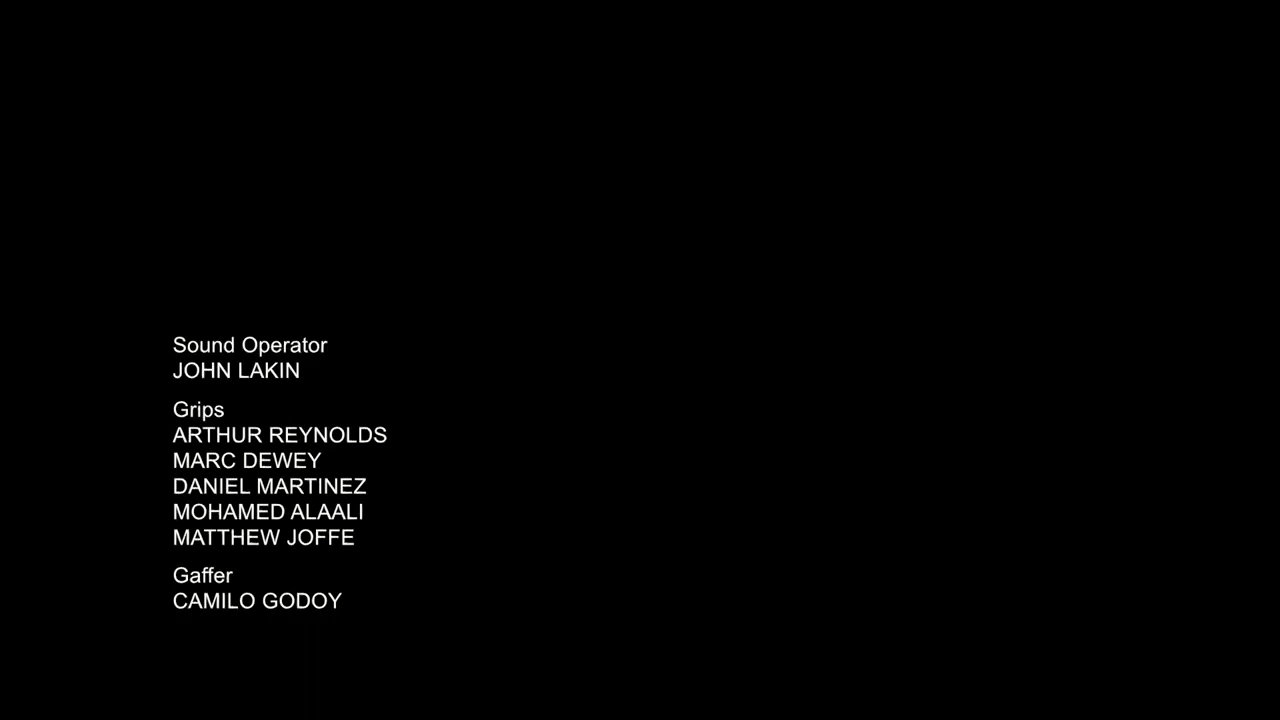 Sound Operator
JOHN LAKIN
Grips
ARTHUR REYNOLDS
MARC DEWEY
DANIEL MARTINEZ
MOHAMED ALAALI
MATTHEW JOFFE
Gaffer
CAMILO GODOY